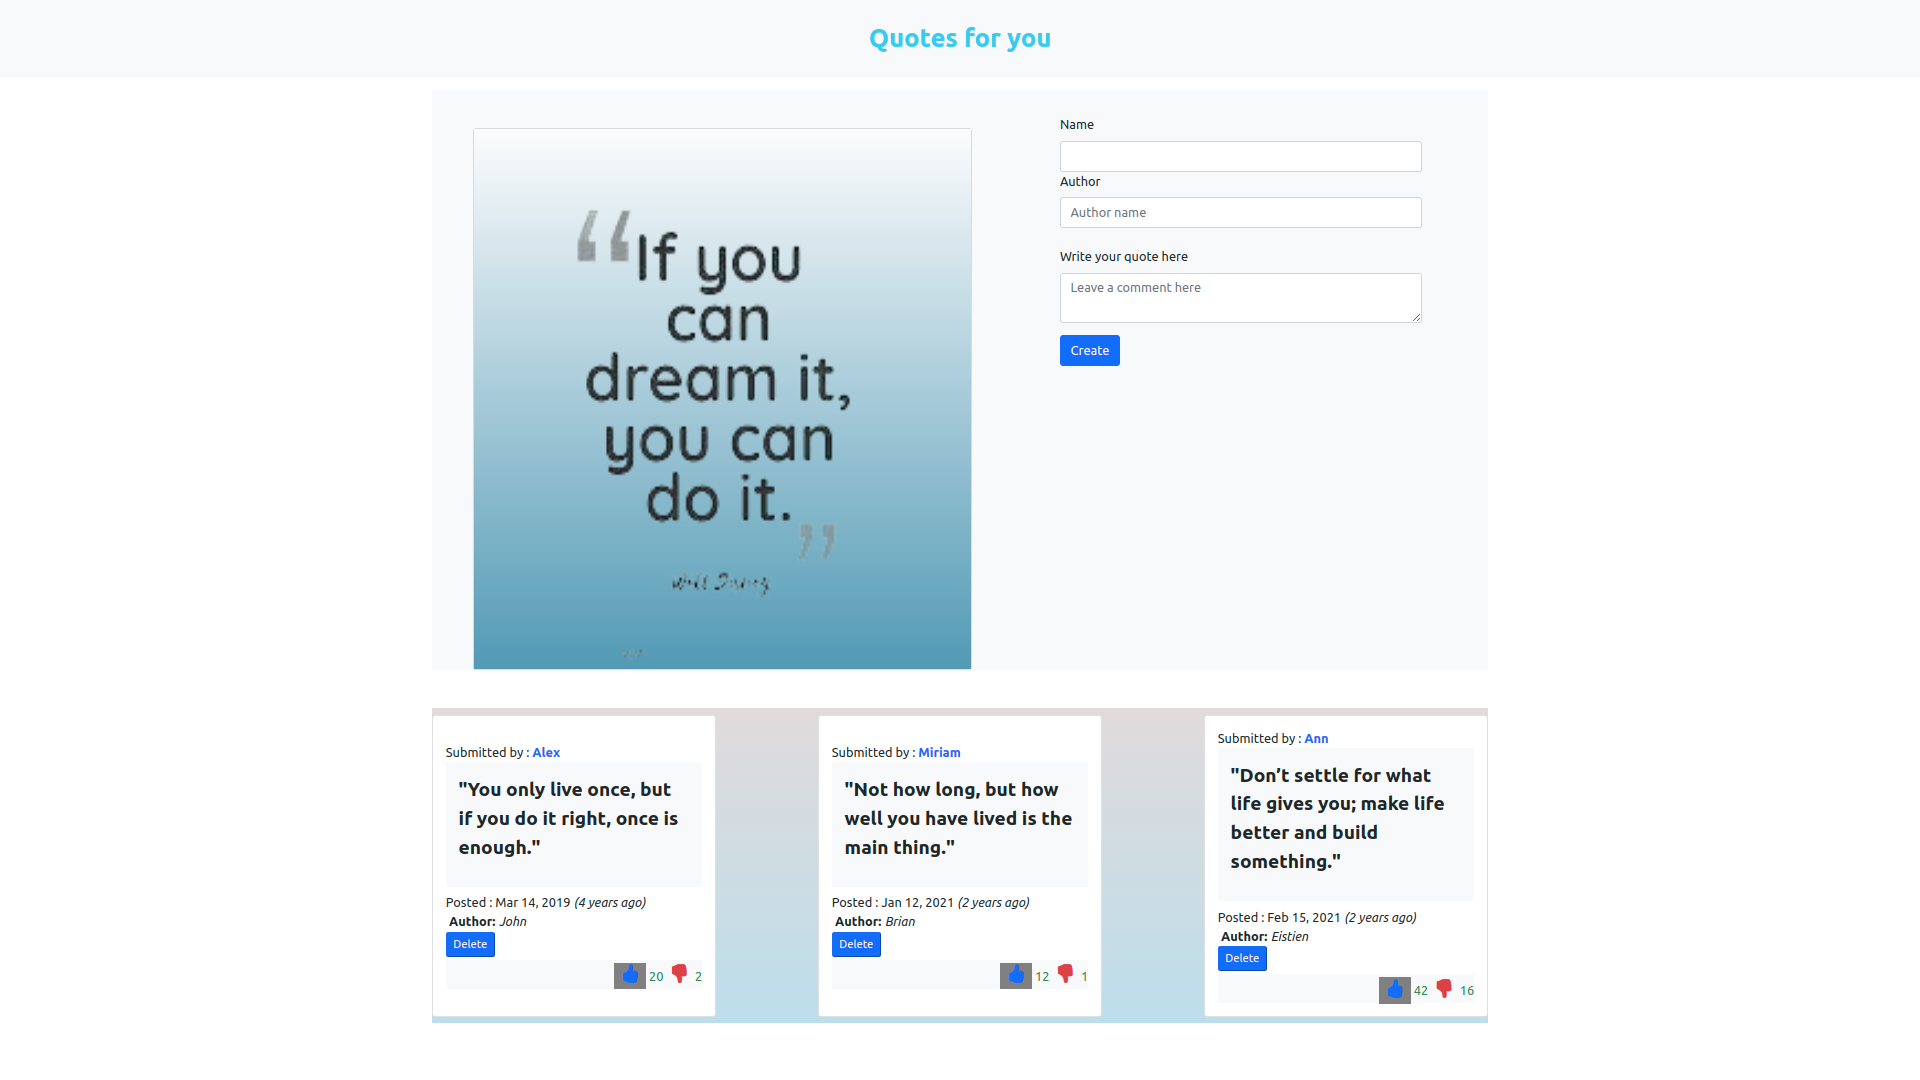 Quotes for you
“If you
can
dream it,
you can
do it.”
Name
Author
Author name
Write your quote here
Leave a comment here
Create
Submitted by : Alex
"You only live once, but
if you do it right, once is
enough."
Posted : Mar 14, 2019 (4 years ago)
Author: John
Delete
20 2
Submitted by : Miriam
"Not how long, but how
well you have lived is the
main thing."
Posted : Jan 12, 2021 (2 years ago)
Author: Brian
Delete
12 1
Submitted by : Ann
"Don’t settle for what
life gives you; make life
better and build
something."
Posted : Feb 15, 2021 (2 years ago)
Author: Eistien
Delete
42 16